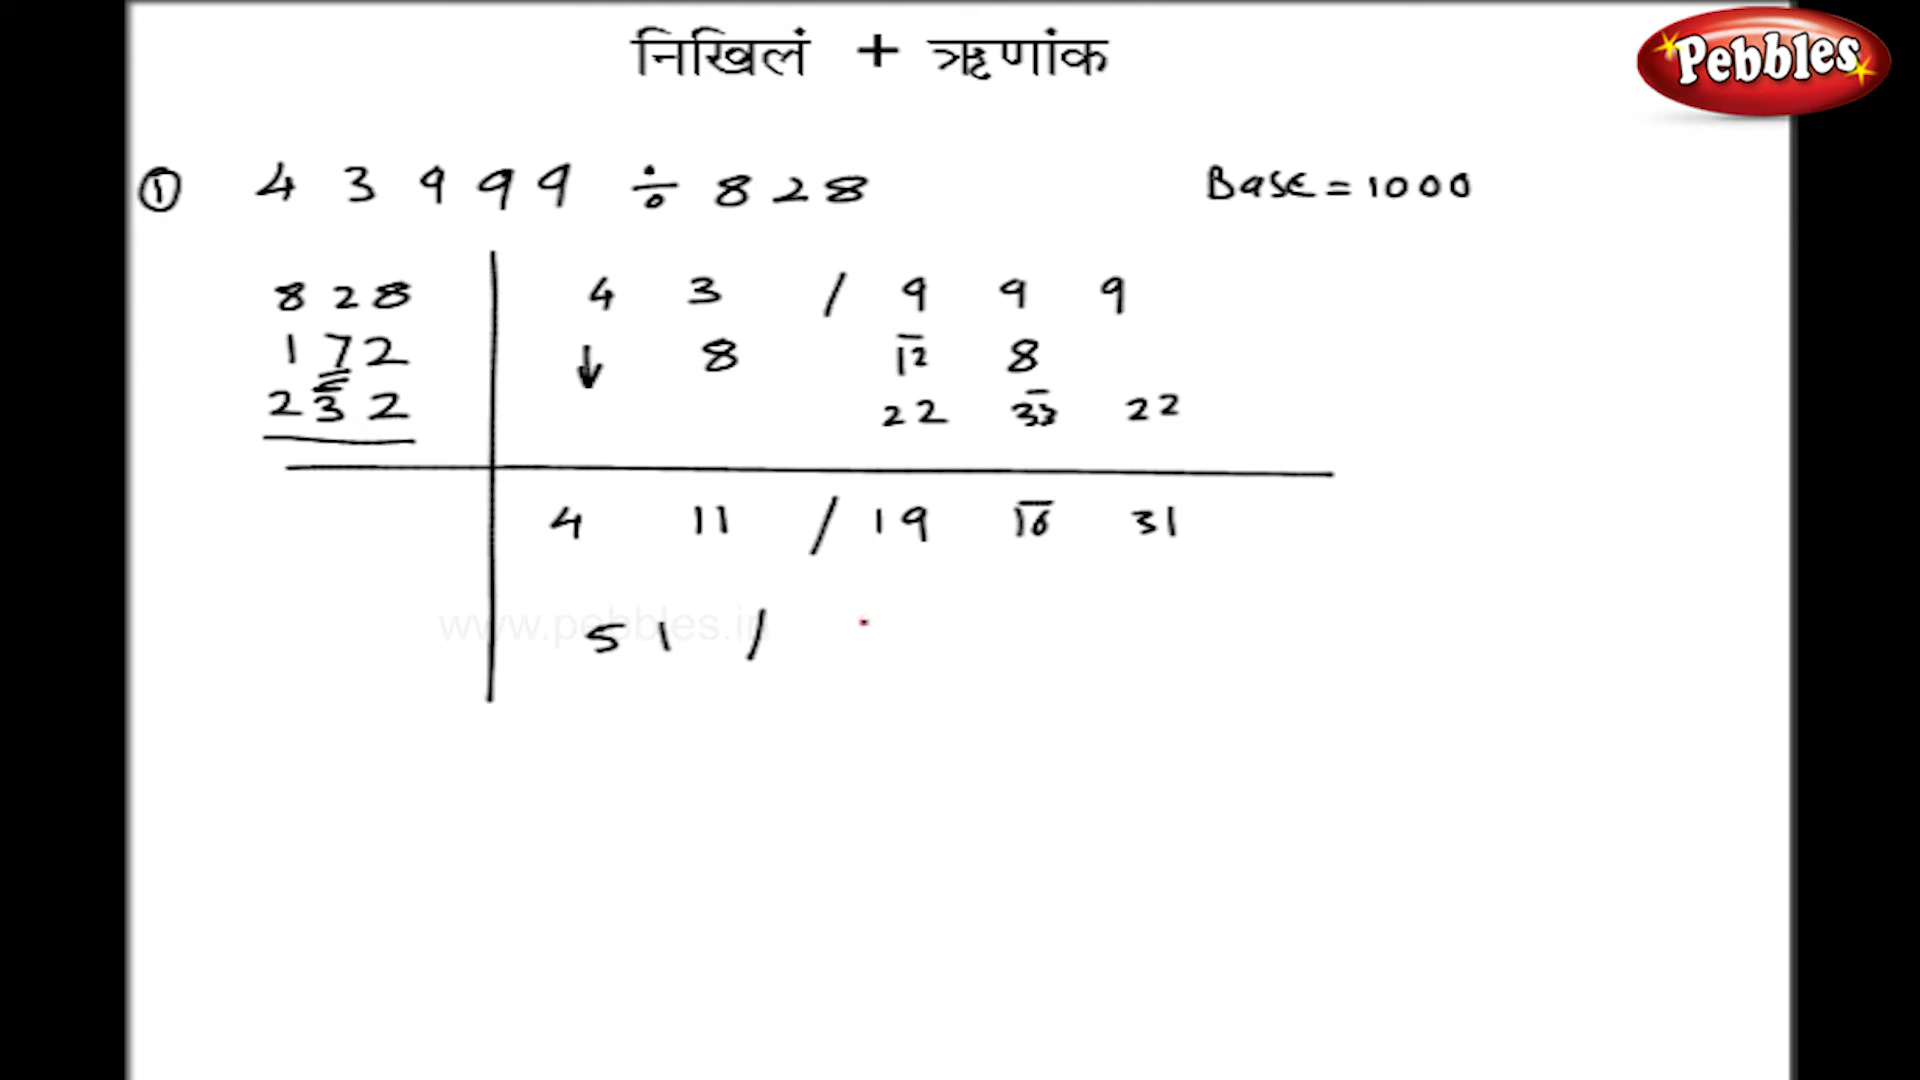 निखिलं + ऋणांक
Pebbles
① 4 3 9 9 9 ÷ 8 2 8 BaSE = 1000
8 2 8 4 3 / 9 9 9
1 7 2 ↓ 8 1̅2̅ 8
2 3̅ 2 22 3̅3̅ 22
4 11 / 19 1̅6̅ 31
www.pebbles.in
5 1 /